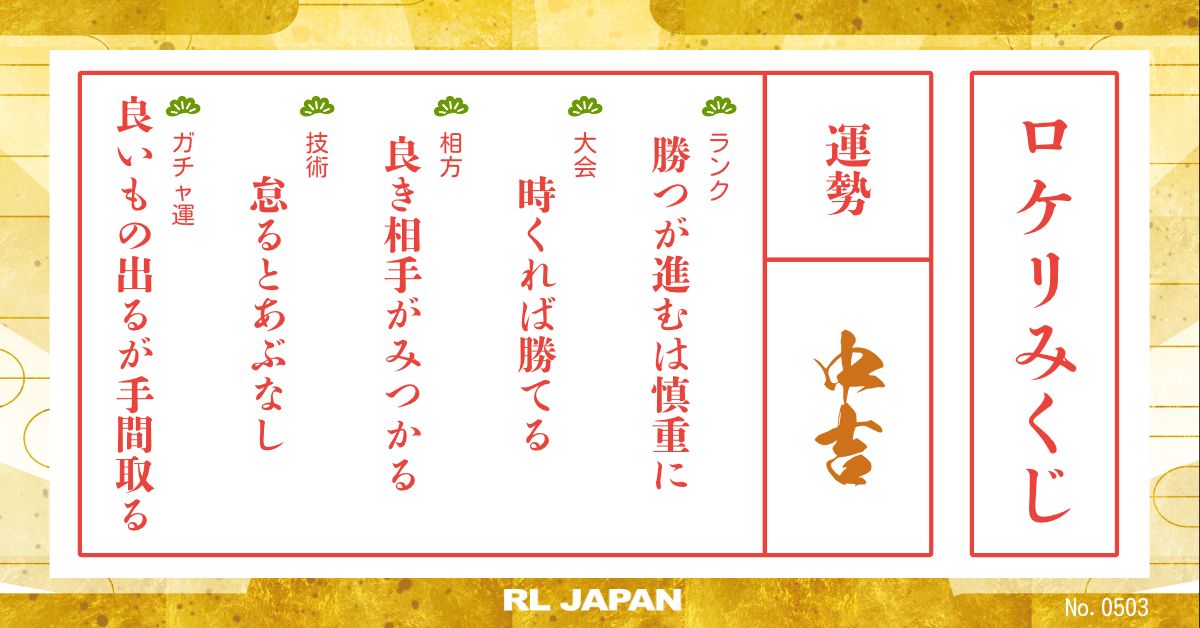 ロケリみくじ
運勢
中吉
ランク
勝つが進むは慎重に
大会
時くれば勝てる
相方
良き相手がみつかる
技術
怠るとあぶなし
ガチャ運
良いもの出るが手間取る
RL JAPAN
No. 0503